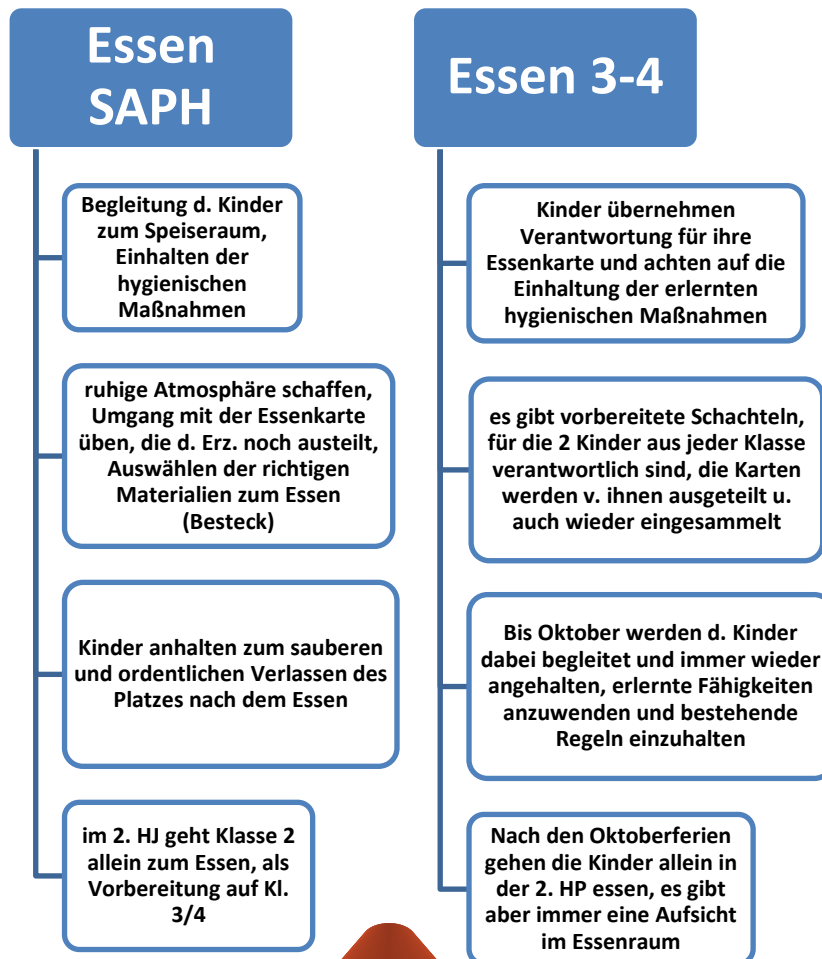 Essen
SAPH
Begleitung d. Kinder
zum Speiseraum,
Einhalten der
hygienischen
Maßnahmen
ruhige Atmosphäre schaffen,
Umgang mit der Essenkarte
üben, die d. Erz. noch austeilt,
Auswählen der richtigen
Materialien zum Essen
(Besteck)
Kinder anhalten zum sauberen
und ordentlichen Verlassen des
Platzes nach dem Essen
im 2. HJ geht Klasse 2
allein zum Essen, als
Vorbereitung auf Kl.
3/4
Essen 3-4
Kinder übernehmen
Verantwortung für ihre
Essenkarte und achten auf die
Einhaltung der erlernten
hygienischen Maßnahmen
es gibt vorbereitete Schachteln,
für die 2 Kinder aus jeder Klasse
verantwortlich sind, die Karten
werden v. ihnen ausgeteilt u.
auch wieder eingesammelt
Bis Oktober werden d. Kinder
dabei begleitet und immer wieder
angehalten, erlernte Fähigkeiten
anzuwenden und bestehende
Regeln einzuhalten
Nach den Oktoberferien
gehen die Kinder allein in
der 2. HP essen, es gibt
aber immer eine Aufsicht
im Essenraum